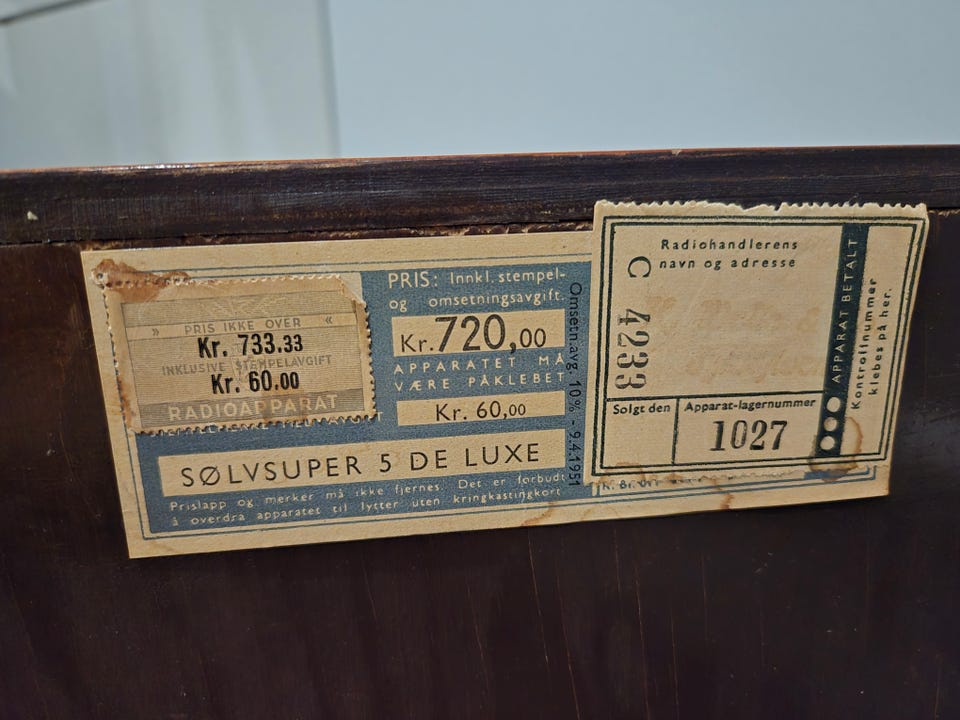 » PRIS IKKE OVER «
Kr. 733.33
INKLUSIVE STEMPELAVGIFT
Kr. 60.00
RADIOAPPARAT
PRIS: Innkl. stempel-
og omsetningsavgift.
Kr. 720,00
APPARATET MÅ
VÆRE PÅKLEBET
Kr. 60,00
SØLVSUPER 5 DE LUXE
Prislapp og merker må ikke fjernes. Det er forbudt
å overdra apparatet til lytter uten kringkastingkort
Omsetn.avg. 10% - 9.4.1951
Radiohandlerens
navn og adresse
C 4233
Solgt den
Apparat-lagernummer
1027
APPARAT BETALT
Kontrollnummer
klebes på her.